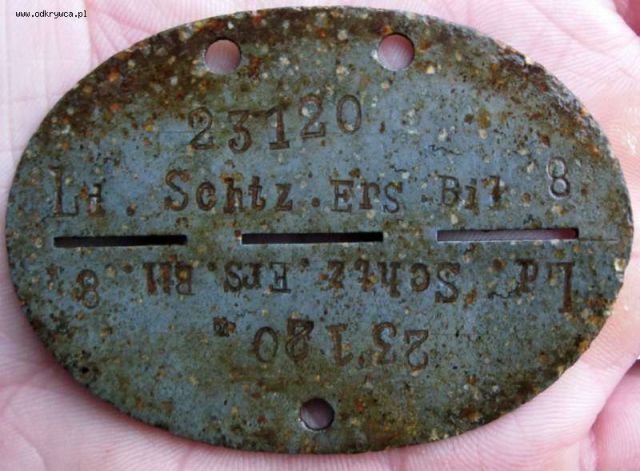 www.odkrywca.pl
23120
Ld. Schtz. Ers. Btl. 8
Ld. Schtz. Ers. Btl. 8
23120